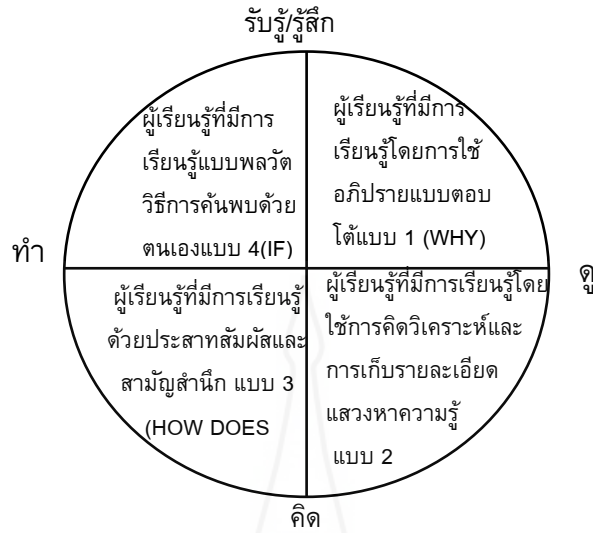 รับรู้/รู้สึก
ผู้เรียนรู้ที่มีการ
เรียนรู้แบบพลวัต
วิธีการค้นพบด้วย
ตนเองแบบ 4(IF)
ผู้เรียนรู้ที่มีการ
เรียนรู้โดยการใช้
อภิปรายแบบตอบ
โต้แบบ 1 (WHY)
ทำ
ดู
ผู้เรียนรู้ที่มีการเรียนรู้
ด้วยประสาทสัมผัสและ
สามัญสำนึก แบบ 3
(HOW DOES
ผู้เรียนรู้ที่มีการเรียนรู้โดย
ใช้การคิดวิเคราะห์และ
การเก็บรายละเอียด
แสวงหาความรู้
แบบ 2
คิด